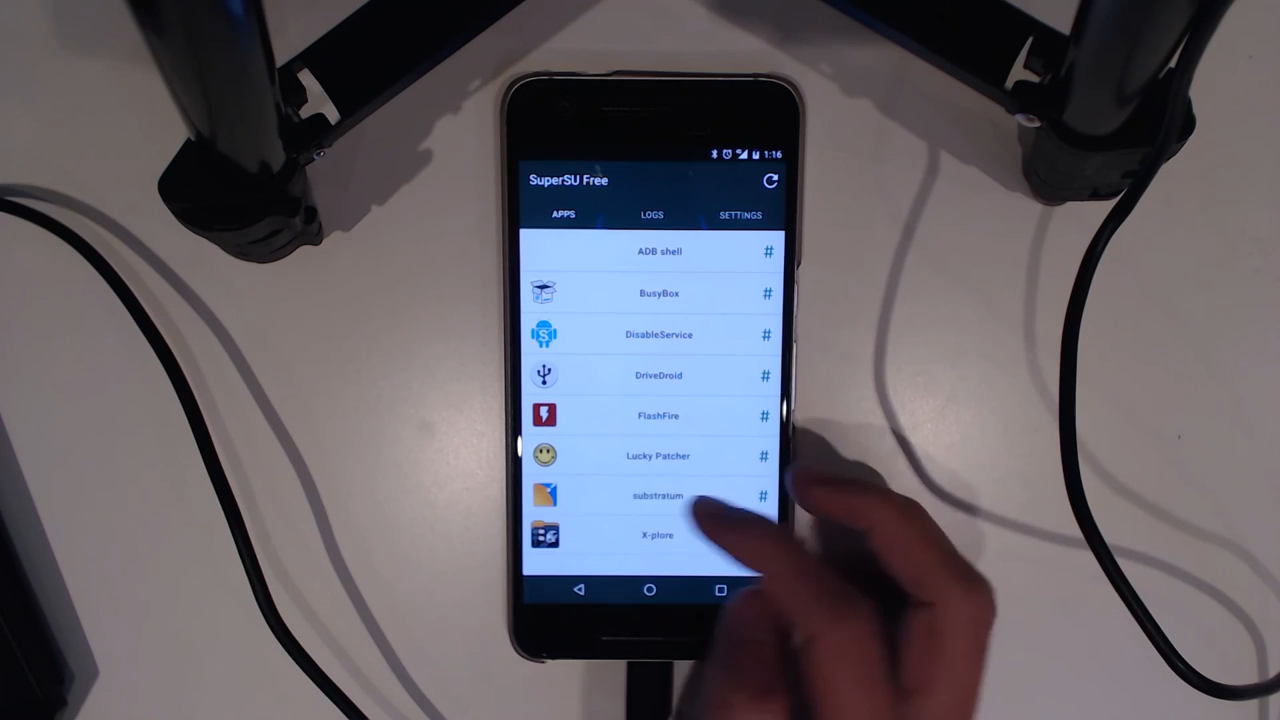 1:16
SuperSU Free
APPS LOGS SETTINGS
ADB shell #
BusyBox #
DisableService #
DriveDroid #
FlashFire #
Lucky Patcher #
substratum #
X-plore